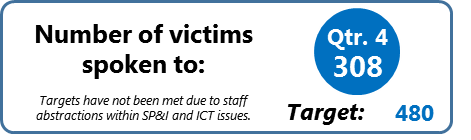 Number of victims
spoken to:
Targets have not been met due to staff
abstractions within SP&I and ICT issues.
Qtr. 4
308
Target: 480